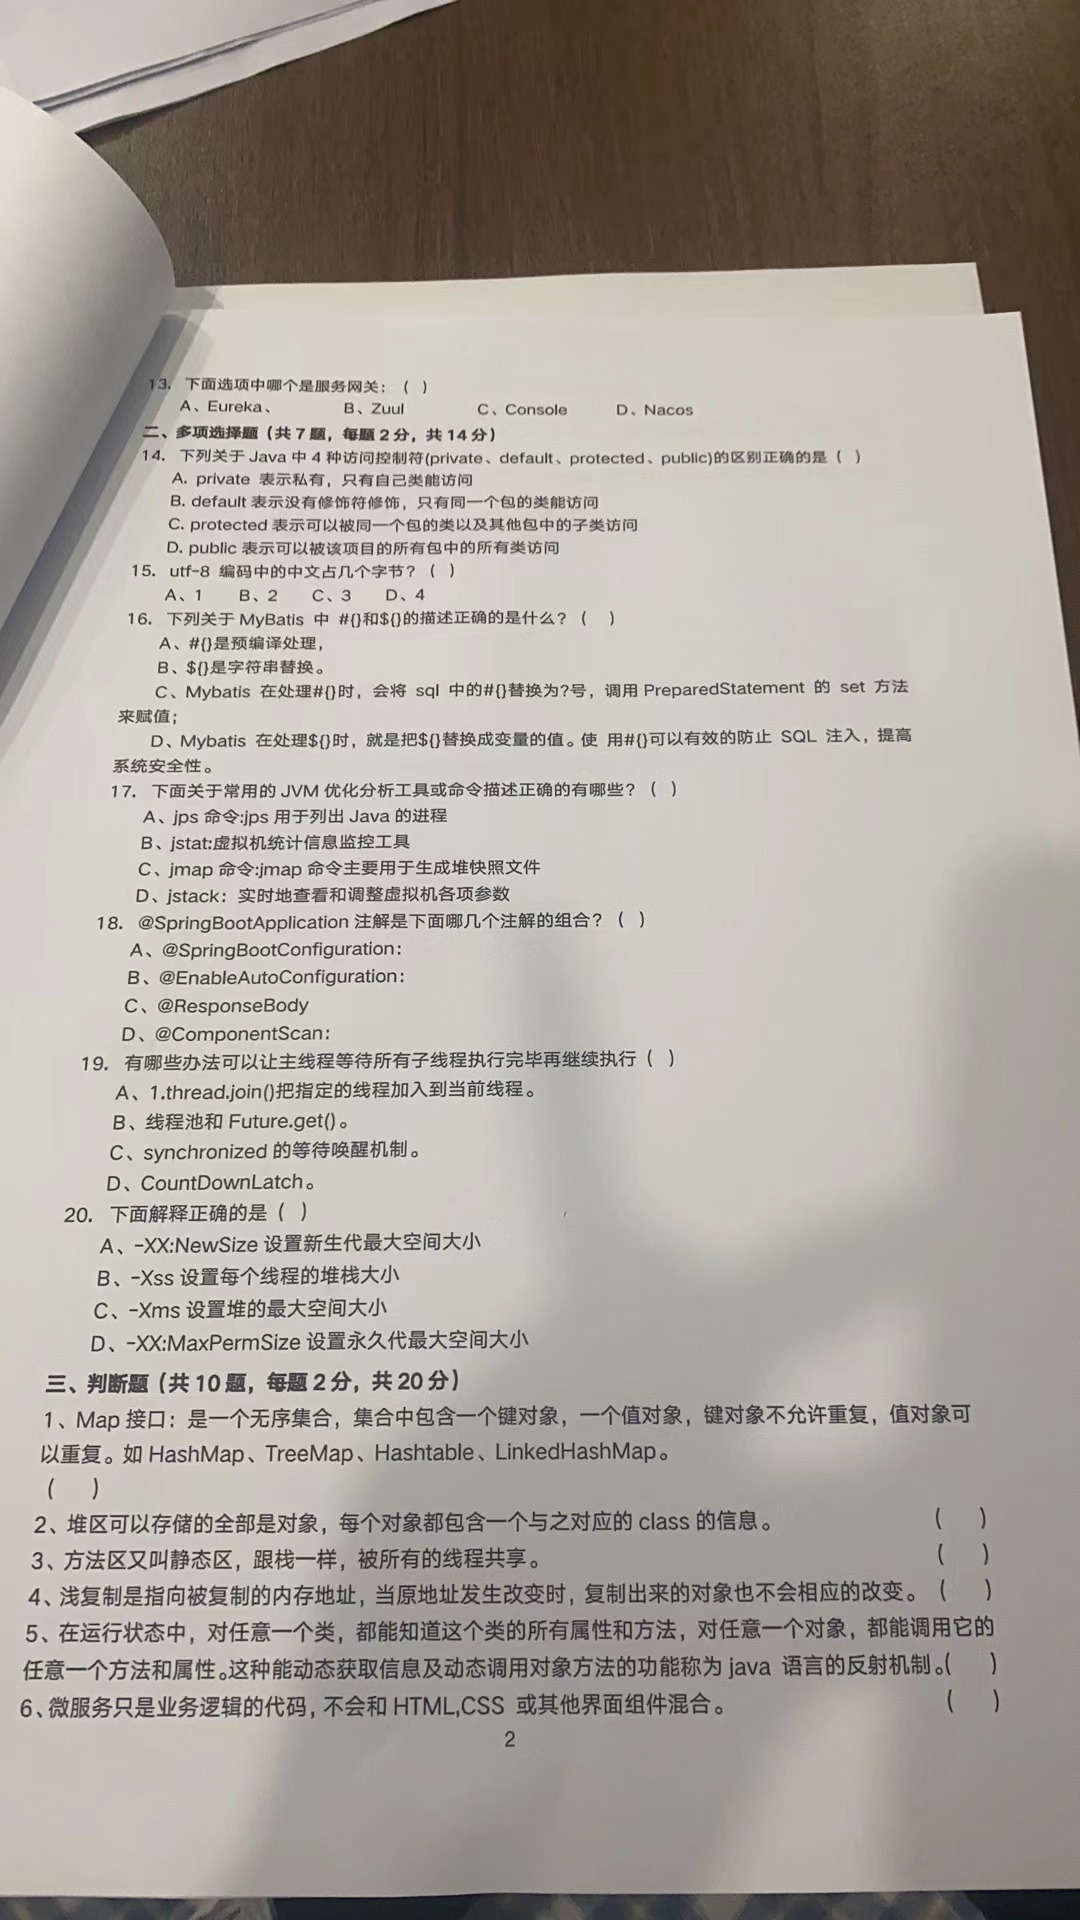 13. 下面选项中哪个是服务网关：（ ）
A、Eureka、 B、Zuul C、Console D、Nacos
二、多项选择题（共7题，每题2分，共14分）
14. 下列关于 Java 中 4 种访问控制符(private、default、protected、public)的区别正确的是（ ）
A. private 表示私有，只有自己类能访问
B. default 表示没有修饰符修饰，只有同一个包的类能访问
C. protected 表示可以被同一个包的类以及其他包中的子类访问
D. public 表示可以被该项目的所有包中的所有类访问
15. utf-8 编码中的中文占几个字节？（ ）
A、1 B、2 C、3 D、4
16. 下列关于 MyBatis 中 #{}和${}的描述正确的是什么？（ ）
A、#{}是预编译处理，
B、${}是字符串替换。
C、Mybatis 在处理#{}时，会将 sql 中的#{}替换为?号，调用 PreparedStatement 的 set 方法
来赋值；
D、Mybatis 在处理${}时，就是把${}替换成变量的值。使 用#{}可以有效的防止 SQL 注入，提高
系统安全性。
17. 下面关于常用的 JVM 优化分析工具或命令描述正确的有哪些？（ ）
A、jps 命令:jps 用于列出 Java 的进程
B、jstat:虚拟机统计信息监控工具
C、jmap 命令:jmap 命令主要用于生成堆快照文件
D、jstack：实时地查看和调整虚拟机各项参数
18. @SpringBootApplication 注解是下面哪几个注解的组合？（ ）
A、@SpringBootConfiguration：
B、@EnableAutoConfiguration：
C、@ResponseBody
D、@ComponentScan：
19. 有哪些办法可以让主线程等待所有子线程执行完毕再继续执行（ ）
A、1.thread.join()把指定的线程加入到当前线程。
B、线程池和 Future.get()。
C、synchronized 的等待唤醒机制。
D、CountDownLatch。
20. 下面解释正确的是（ ）
A、-XX:NewSize 设置新生代最大空间大小
B、-Xss 设置每个线程的堆栈大小
C、-Xms 设置堆的最大空间大小
D、-XX:MaxPermSize 设置永久代最大空间大小
三、判断题（共10题，每题2分，共20分）
1、Map 接口：是一个无序集合，集合中包含一个键对象，一个值对象，键对象不允许重复，值对象可
以重复。如 HashMap、TreeMap、Hashtable、LinkedHashMap。
（ ）
2、堆区可以存储的全部是对象，每个对象都包含一个与之对应的 class 的信息。 （ ）
3、方法区又叫静态区，跟栈一样，被所有的线程共享。 （ ）
4、浅复制是指向被复制的内存地址，当原地址发生改变时，复制出来的对象也不会相应的改变。（ ）
5、在运行状态中，对任意一个类，都能知道这个类的所有属性和方法，对任意一个对象，都能调用它的
任意一个方法和属性。这种能动态获取信息及动态调用对象方法的功能称为 java 语言的反射机制。（ ）
6、微服务只是业务逻辑的代码，不会和 HTML,CSS 或其他界面组件混合。 （ ）
2